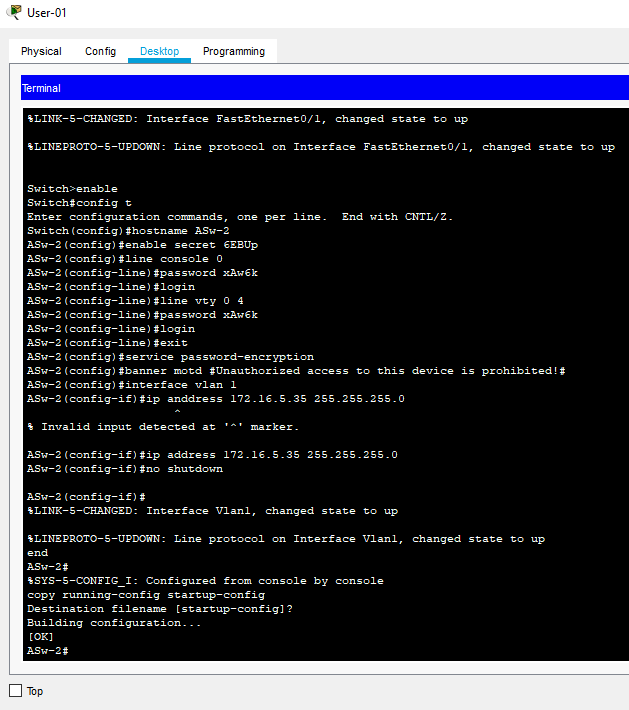 User-01
Physical Config Desktop Programming
Terminal
%LINK-5-CHANGED: Interface FastEthernet0/1, changed state to up
%LINEPROTO-5-UPDOWN: Line protocol on Interface FastEthernet0/1, changed state to up
Switch>enable
Switch#config t
Enter configuration commands, one per line.  End with CNTL/Z.
Switch(config)#hostname ASw-2
ASw-2(config)#enable secret 6EBUp
ASw-2(config)#line console 0
ASw-2(config-line)#password xAw6k
ASw-2(config-line)#login
ASw-2(config-line)#line vty 0 4
ASw-2(config-line)#password xAw6k
ASw-2(config-line)#login
ASw-2(config-line)#exit
ASw-2(config)#service password-encryption
ASw-2(config)#banner motd #Unauthorized access to this device is prohibited!#
ASw-2(config)#interface vlan 1
ASw-2(config-if)#ip anddress 172.16.5.35 255.255.255.0
^
% Invalid input detected at '^' marker.
ASw-2(config-if)#ip address 172.16.5.35 255.255.255.0
ASw-2(config-if)#no shutdown
ASw-2(config-if)#
%LINK-5-CHANGED: Interface Vlan1, changed state to up
%LINEPROTO-5-UPDOWN: Line protocol on Interface Vlan1, changed state to up
end
ASw-2#
%SYS-5-CONFIG_I: Configured from console by console
copy running-config startup-config
Destination filename [startup-config]?
Building configuration...
[OK]
ASw-2#
Top